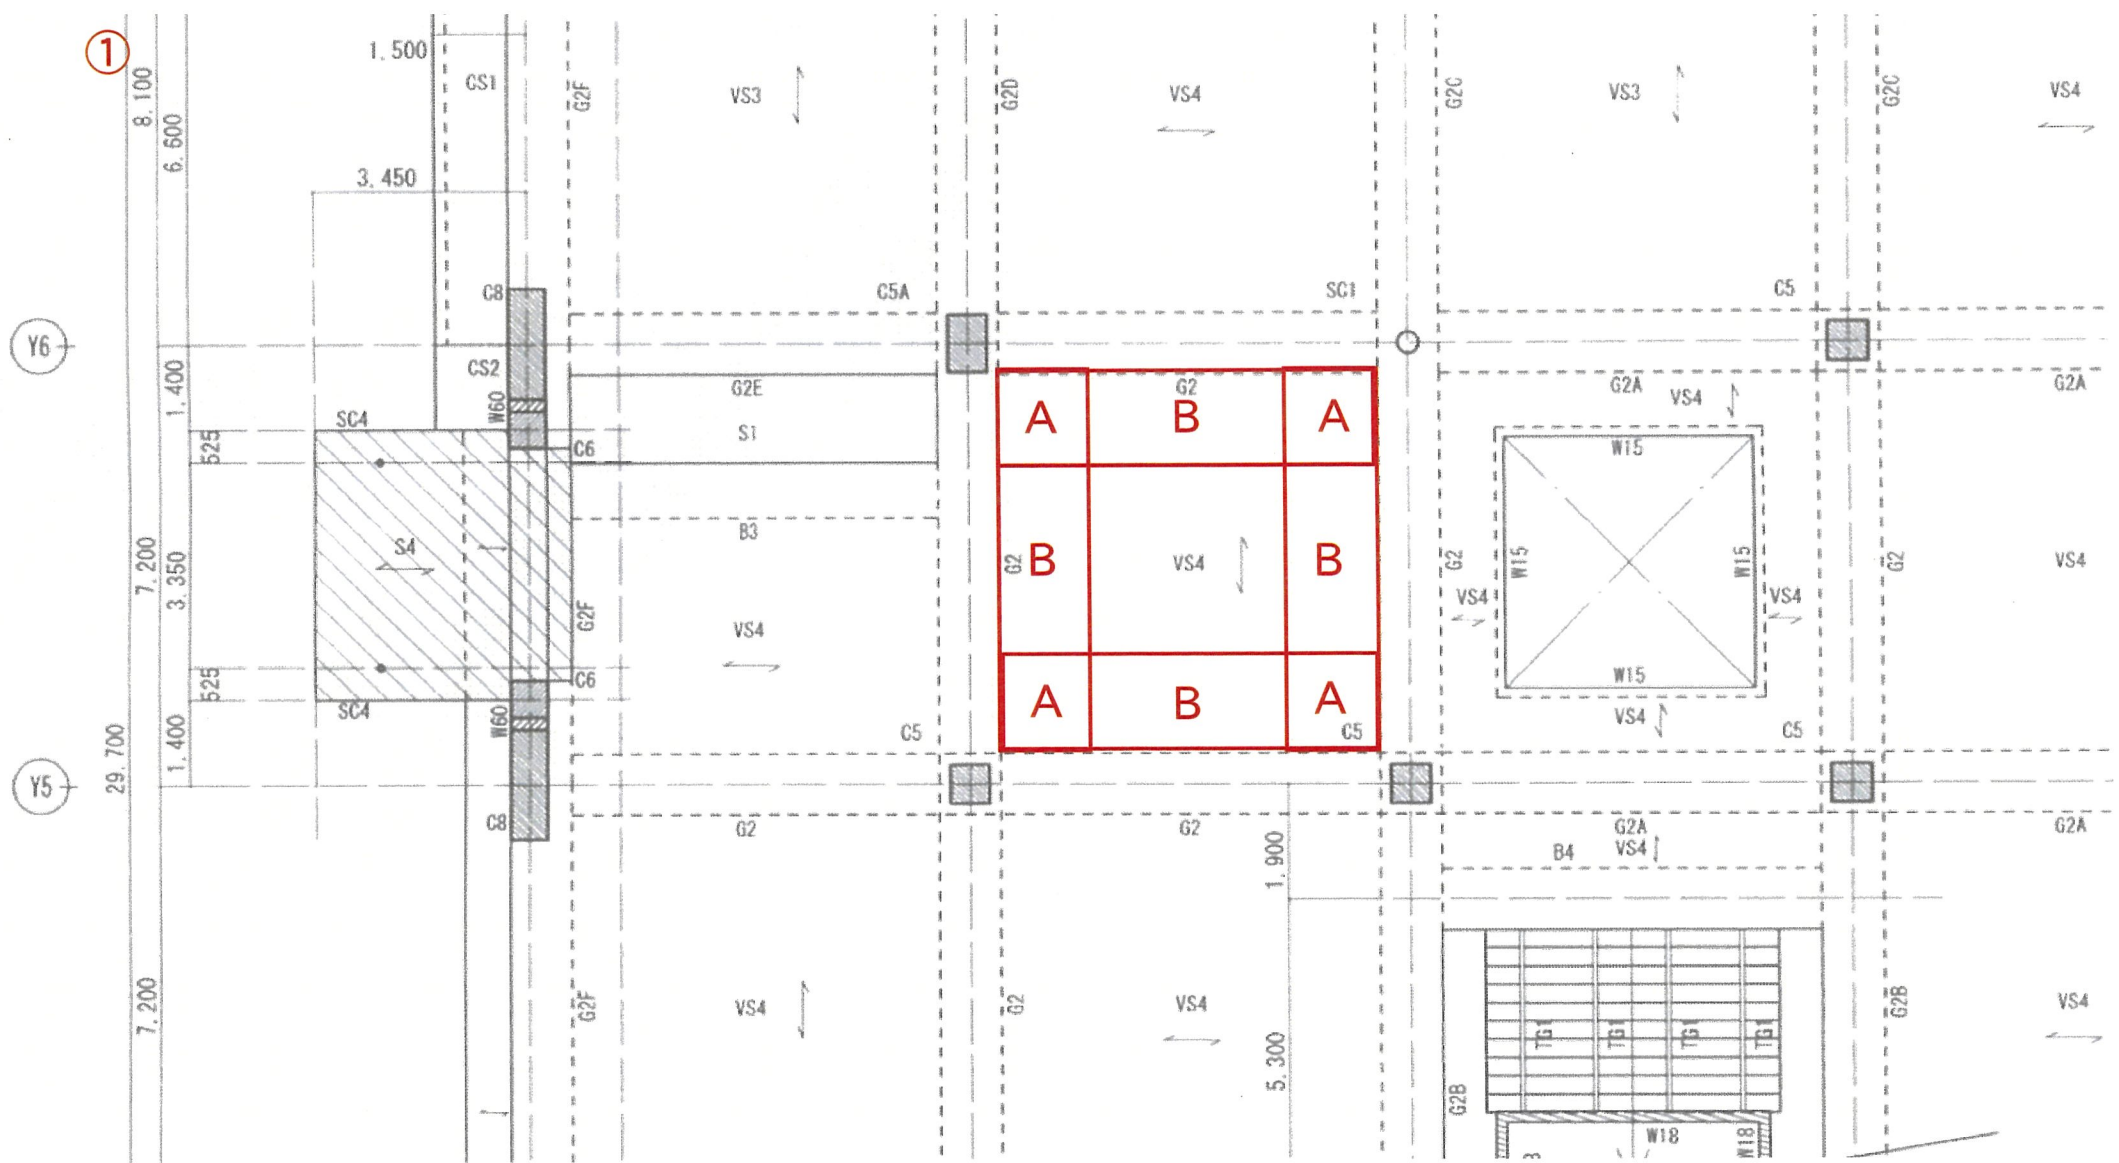 ①
1.500
8.100
6.600
GS1
G2F
VS3
G2D
VS4
G2C
VS3
G2C
VS4
3.450
C8
C5A
SC1
C5
Y6
CS2
1.400
G2E
G2
G2A
VS4
G2A
SC4
W60
S1
A
B
A
525
C6
W15
B3
S4
7.200
3.350
G2
B
VS4
B
G2
VS4
W15
W15
VS4
G2
VS4
G2F
VS4
525
C6
W15
SC4
W60
A
B
A
VS4
C5
C5
C5
29.700
1.400
Y5
C8
G2
G2
G2A
G2A
1.900
B4
VS4
7.200
G2F
VS4
G2
VS4
5.300
TG1
TG1
TG1
TG1
G2B
VS4
G2B
W18
W18